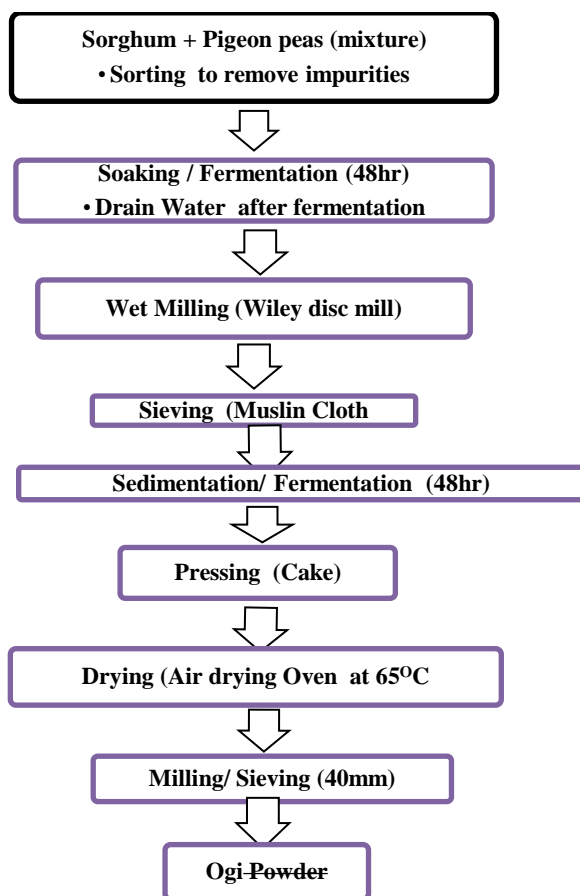 Sorghum + Pigeon peas (mixture)
• Sorting to remove impurities
Soaking / Fermentation (48hr)
• Drain Water after fermentation
Wet Milling (Wiley disc mill)
Sieving (Muslin Cloth
Sedimentation/ Fermentation (48hr)
Pressing (Cake)
Drying (Air drying Oven at 65⁰C
Milling/ Sieving (40mm)
Ogi Powder